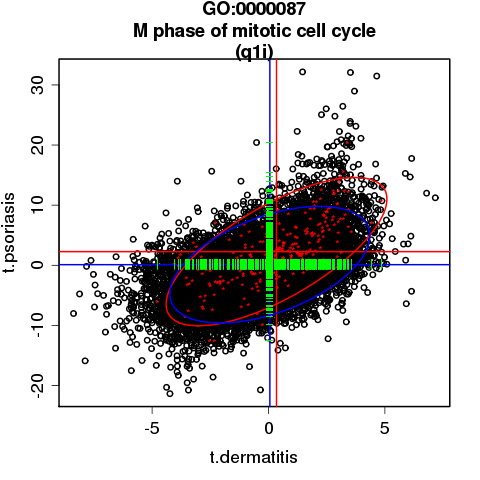 GO:0000087
M phase of mitotic cell cycle
(q1i)
30
20
10
0
-10
-20
t.psoriasis
-5
0
5
t.dermatitis